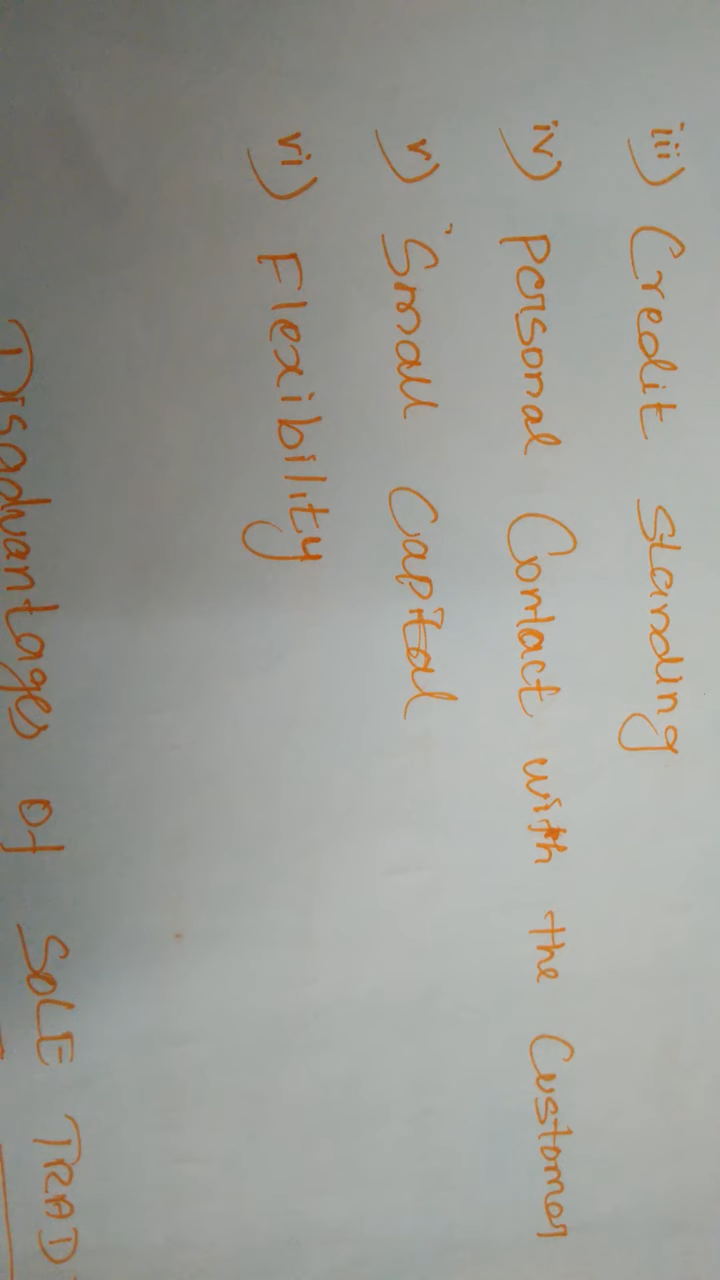 iii) Credit Standing
iv) Personal Contact with the Customer
v) Small Capital
vi) Flexibility
Disadvantages of SOLE TRAD